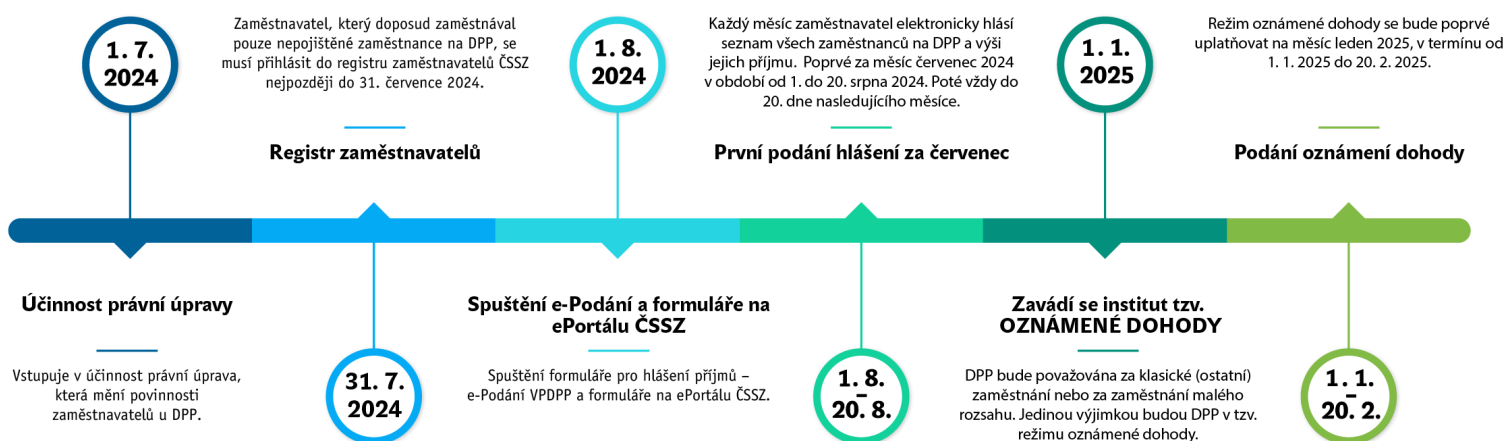 1. 7.
2024
Účinnost právní úpravy
Vstupuje v účinnost právní úprava,
která mění povinnosti
zaměstnavatelů u DPP.
Zaměstnavatel, který doposud zaměstnával
pouze nepojištěné zaměstnance na DPP, se
musí přihlásit do registru zaměstnavatelů ČSSZ
nejpozději do 31. července 2024.
Registr zaměstnavatelů
31. 7.
2024
1. 8.
2024
Spuštění e-Podání a formuláře na
ePortálu ČSSZ
Spuštění formuláře pro hlášení příjmů –
e-Podání VPDPP a formuláře na ePortálu ČSSZ.
Každý měsíc zaměstnavatel elektronicky hlásí
seznam všech zaměstnanců na DPP a výši
jejich příjmu. Poprvé za měsíc červenec 2024
v období od 1. do 20. srpna 2024. Poté vždy do
20. dne nasledujícího měsíce.
První podání hlášení za červenec
1. 8.
–
20. 8.
1. 1.
2025
Zavádí se institut tzv.
OZNÁMENÉ DOHODY
DPP bude považována za klasické (ostatní)
zaměstnání nebo za zaměstnání malého
rozsahu. Jedinou výjimkou budou DPP v tzv.
režimu oznámené dohody.
Režim oznámené dohody se bude poprvé
uplatňovat na měsíc leden 2025, v termínu od
1. 1. 2025 do 20. 2. 2025.
Podání oznámení dohody
1. 1.
–
20. 2.